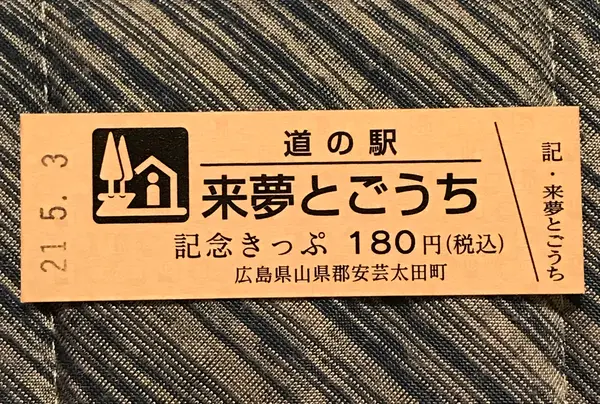 21.5.3
道の駅
来夢とごうち
記念きっぷ 180円(税込)
広島県山県郡安芸太田町
記・来夢とごうち